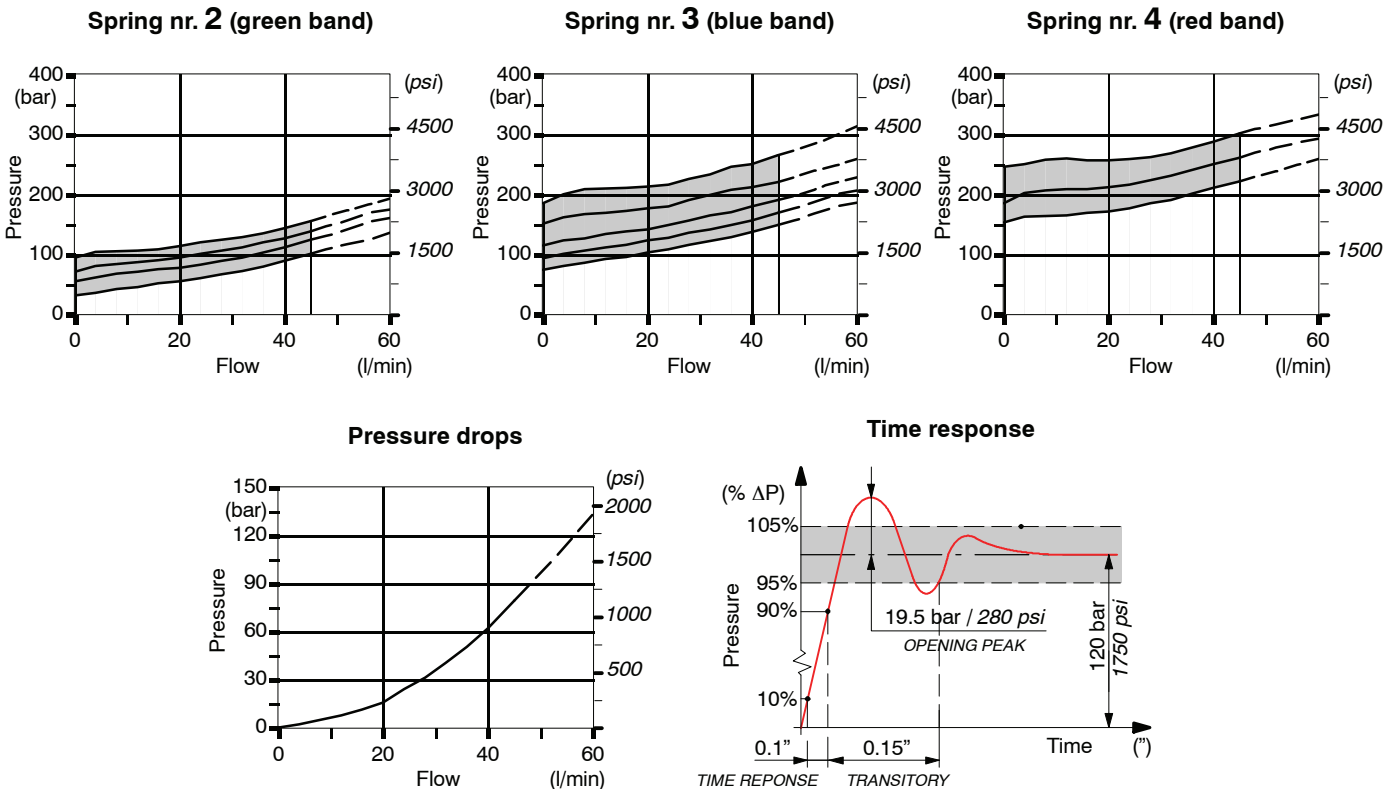 Spring nr. 2 (green band)
400
(bar)
300
200
100
0
Pressure
(psi)
4500
3000
1500
0
20
40
60
Flow
(l/min)
Spring nr. 3 (blue band)
400
(bar)
300
200
100
0
Pressure
(psi)
4500
3000
1500
0
20
40
60
Flow
(l/min)
Spring nr. 4 (red band)
400
(bar)
300
200
100
0
Pressure
(psi)
4500
3000
1500
0
20
40
60
Flow
(l/min)
Pressure drops
150
(bar)
120
90
60
30
0
Pressure
(psi)
2000
1500
1000
500
0
20
40
60
Flow
(l/min)
Time response
(% ΔP)
105%
95%
90%
10%
Pressure
19.5 bar / 280 psi
OPENING PEAK
120 bar
1750 psi
Time
(”)
0.1”
0.15”
TIME REPONSE
TRANSITORY